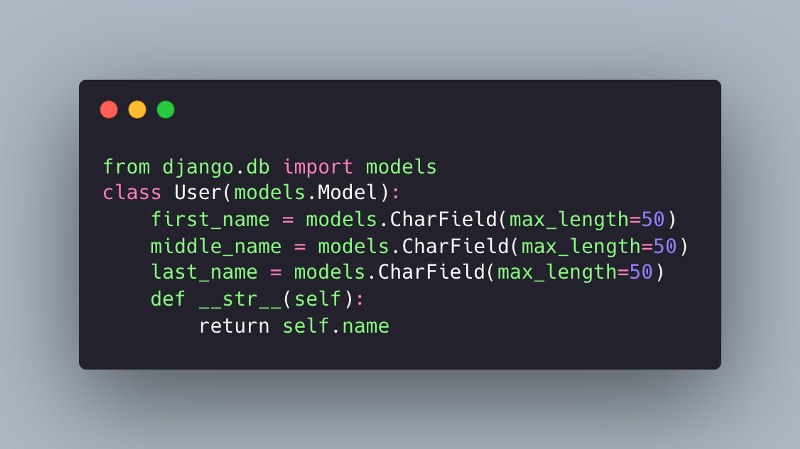 from django.db import models
class User(models.Model):
    first_name = models.CharField(max_length=50)
    middle_name = models.CharField(max_length=50)
    last_name = models.CharField(max_length=50)
    def __str__(self):
        return self.name